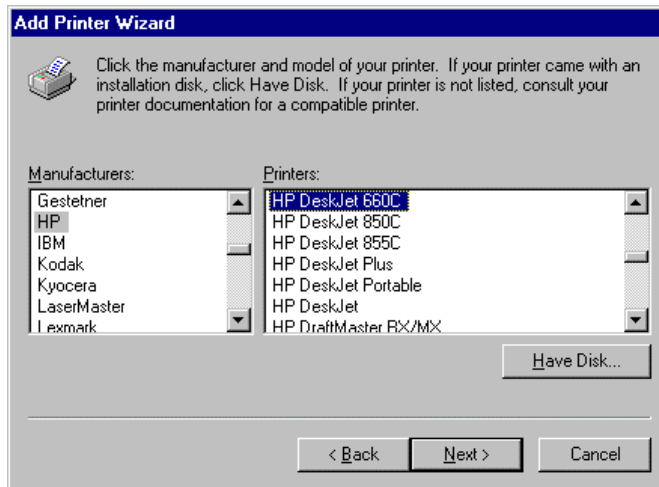 Add Printer Wizard
Click the manufacturer and model of your printer. If your printer came with an
installation disk, click Have Disk. If your printer is not listed, consult your
printer documentation for a compatible printer.
Manufacturers:
Gestetner
HP
IBM
Kodak
Kyocera
LaserMaster
Lexmark
Printers:
HP DeskJet 660C
HP DeskJet 850C
HP DeskJet 855C
HP DeskJet Plus
HP DeskJet Portable
HP DeskJet
HP DraftMaster RX/MX
Have Disk...
< Back
Next >
Cancel